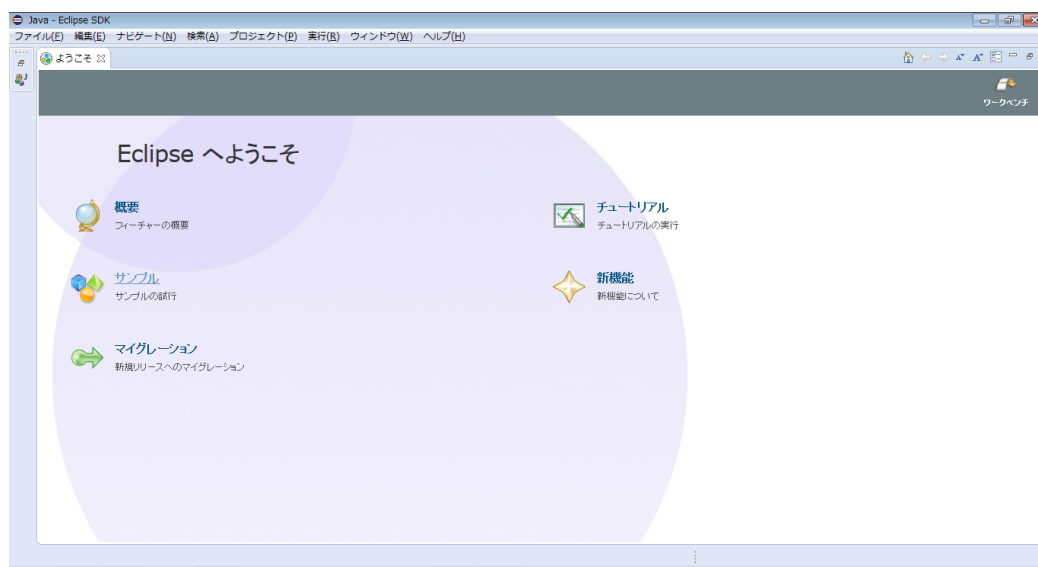 Java - Eclipse SDK
ファイル(F) 編集(E) ナビゲート(N) 検索(A) プロジェクト(P) 実行(R) ウィンドウ(W) ヘルプ(H)
ようこそ
ワークベンチ
Eclipse へようこそ
概要
フィーチャーの概要
チュートリアル
チュートリアルの実行
サンプル
サンプルの試行
新機能
新機能について
マイグレーション
新規リリースへのマイグレーション